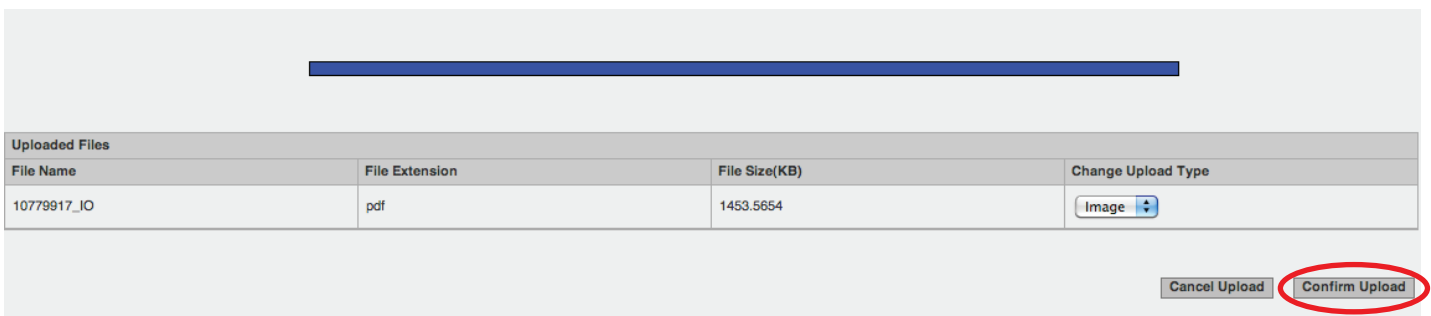 Uploaded Files
File Name File Extension File Size(KB) Change Upload Type
10779917_IO pdf 1453.5654 Image
Cancel Upload Confirm Upload